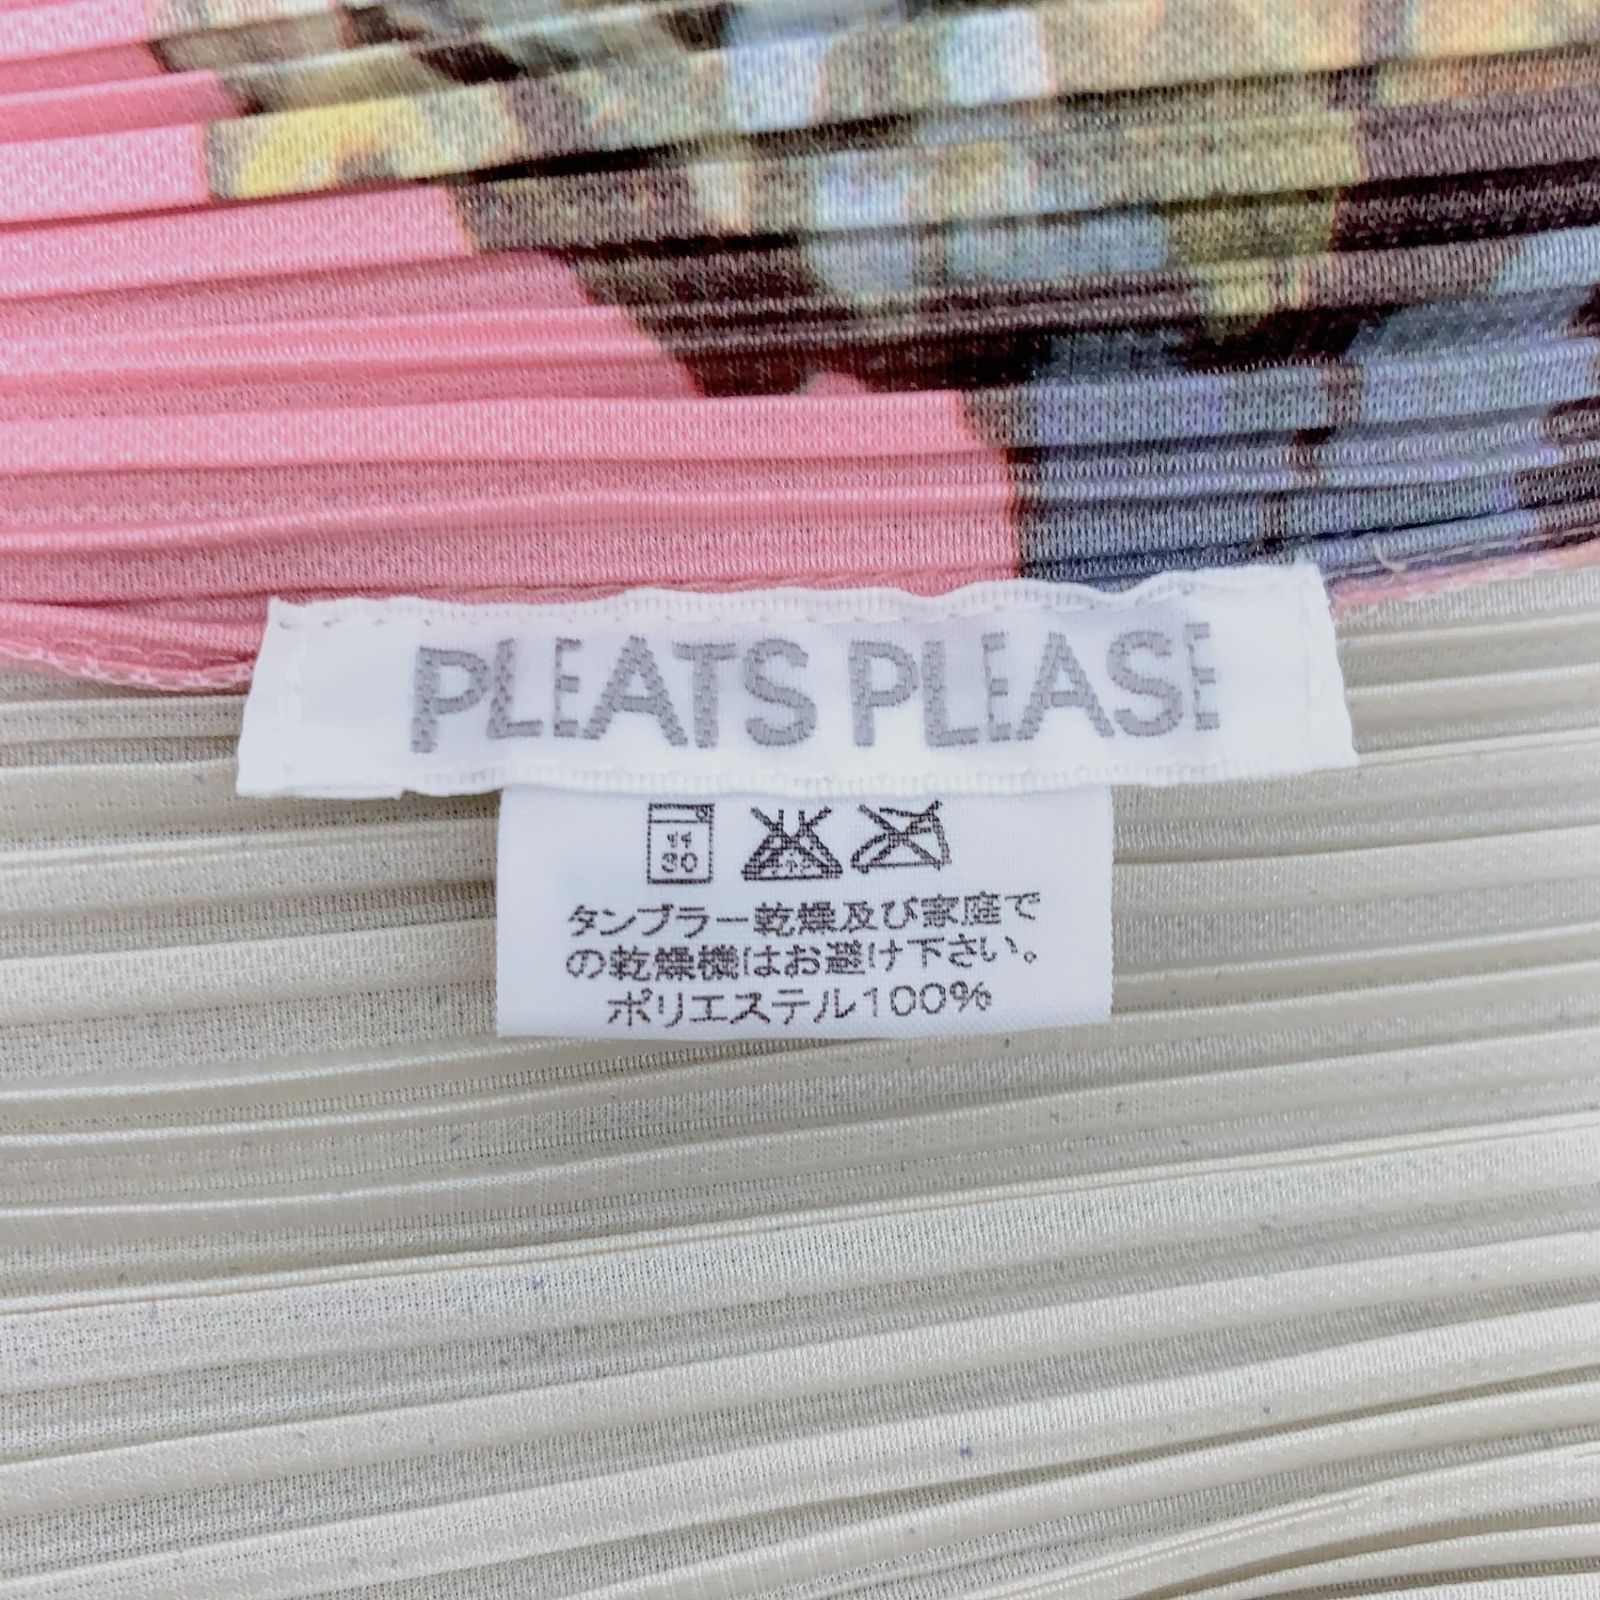 PLEATS PLEASE
タンブラー乾燥及び家庭で
の乾燥機はお避け下さい。
ポリエステル100%